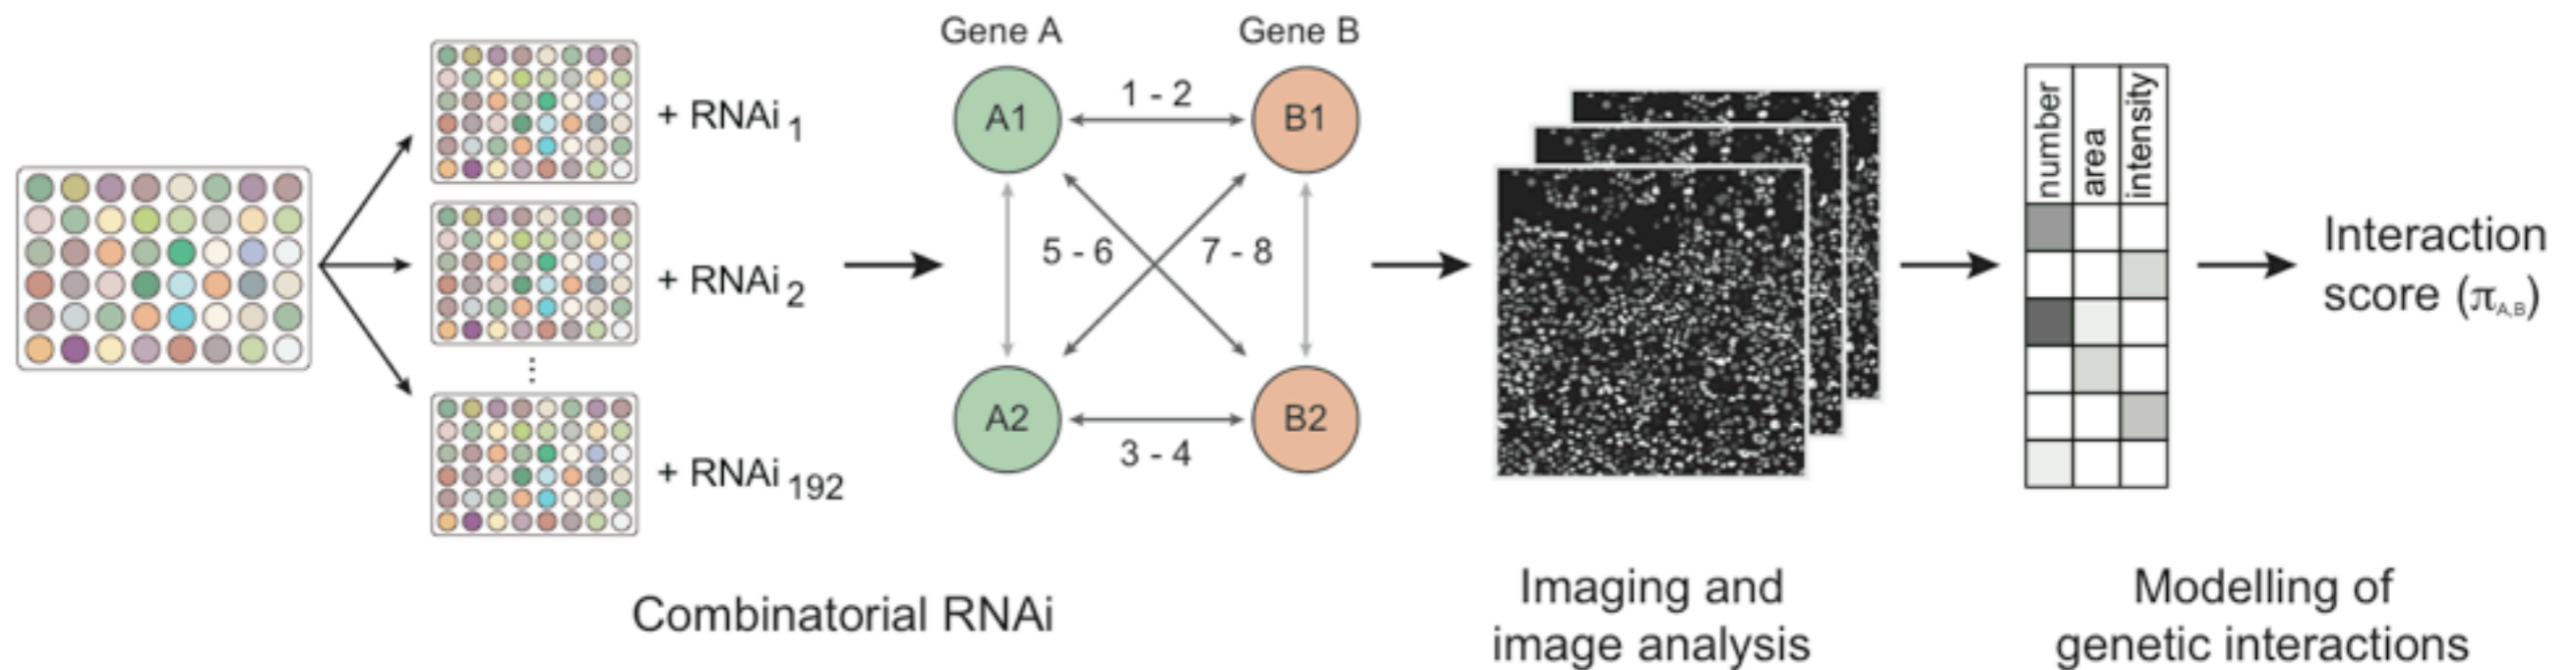 + RNAi 1
+ RNAi 2
+ RNAi 192
Combinatorial RNAi
Gene A
Gene B
A1
1 - 2
B1
5 - 6
7 - 8
A2
3 - 4
B2
Imaging and
image analysis
number
area
intensity
Interaction
score (πA,B)
Modelling of
genetic interactions